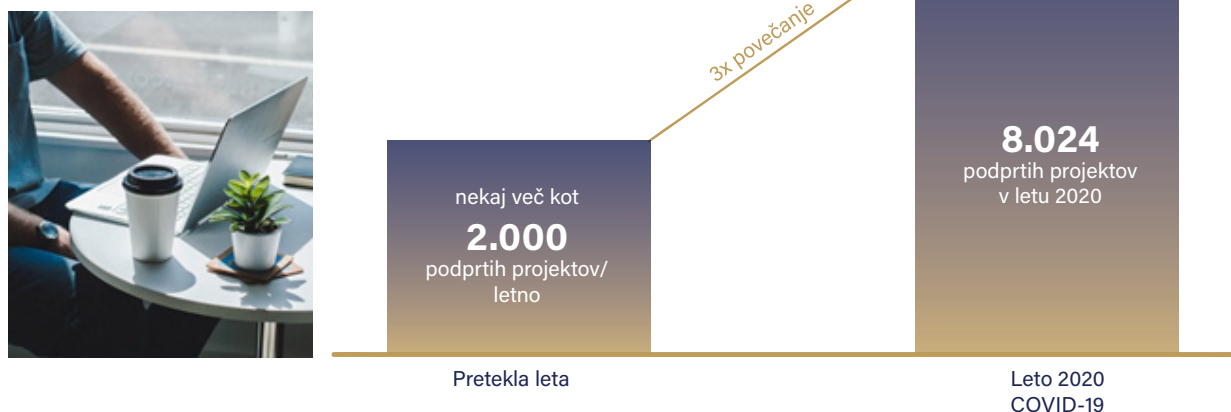 3x povečanje
nekaj več kot
2.000
podprtih projektov/
letno
8.024
podprtih projektov
v letu 2020
Pretekla leta
Leto 2020
COVID-19